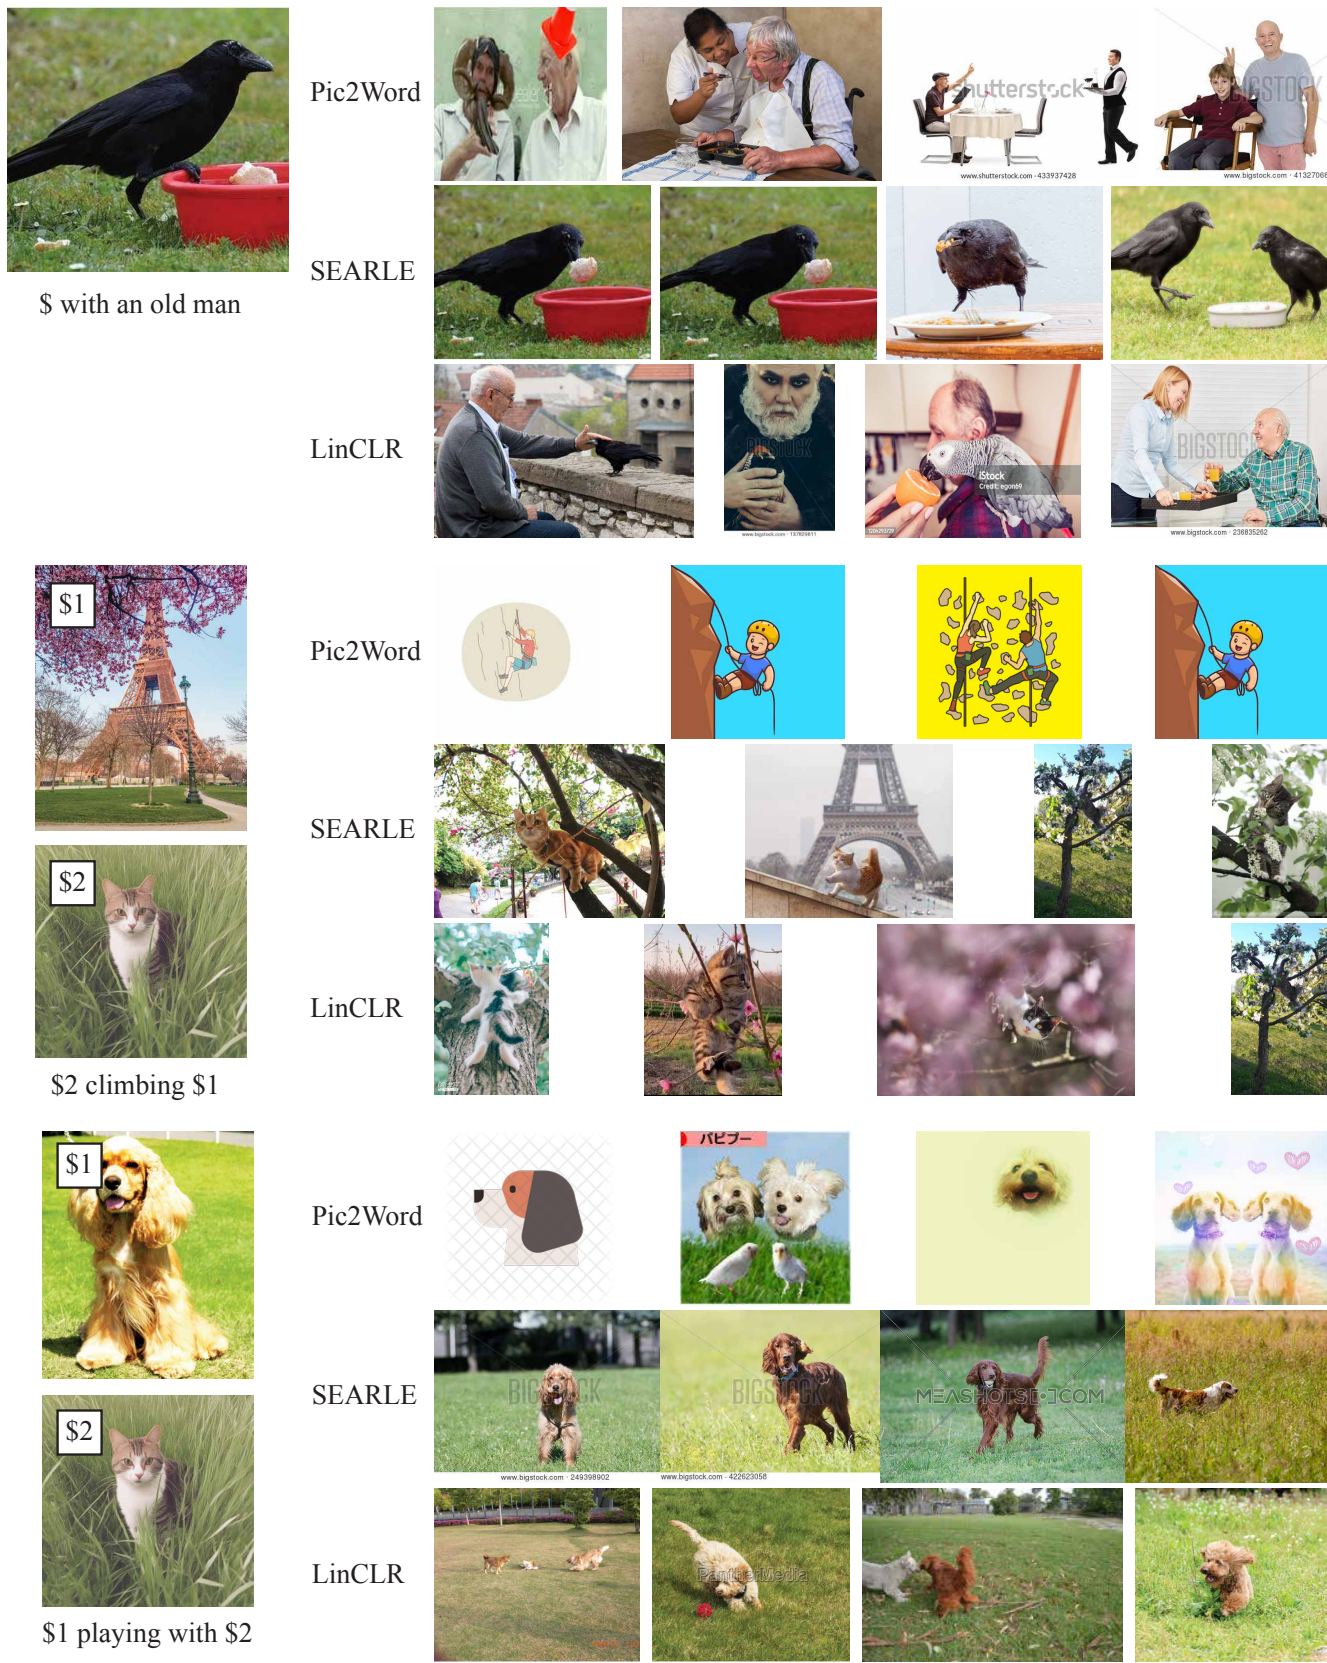 Pic2Word
shutterstock
BIGSTOCK
www.shutterstock.com · 433937428
www.bigstock.com · 41327068
SEARLE
$ with an old man
LinCLR
BIGSTOCK
iStock
Credit: egon69
BIGSTOCK
www.bigstock.com · 236835262
$1
Pic2Word
SEARLE
$2
LinCLR
$2 climbing $1
$1
パピプー
Pic2Word
SEARLE
BIGSTOCK
BIGSTOCK
MEASHOTS[•]COM
$2
www.bigstock.com · 249398902
www.bigstock.com · 422623058
LinCLR
PantherMedia
$1 playing with $2